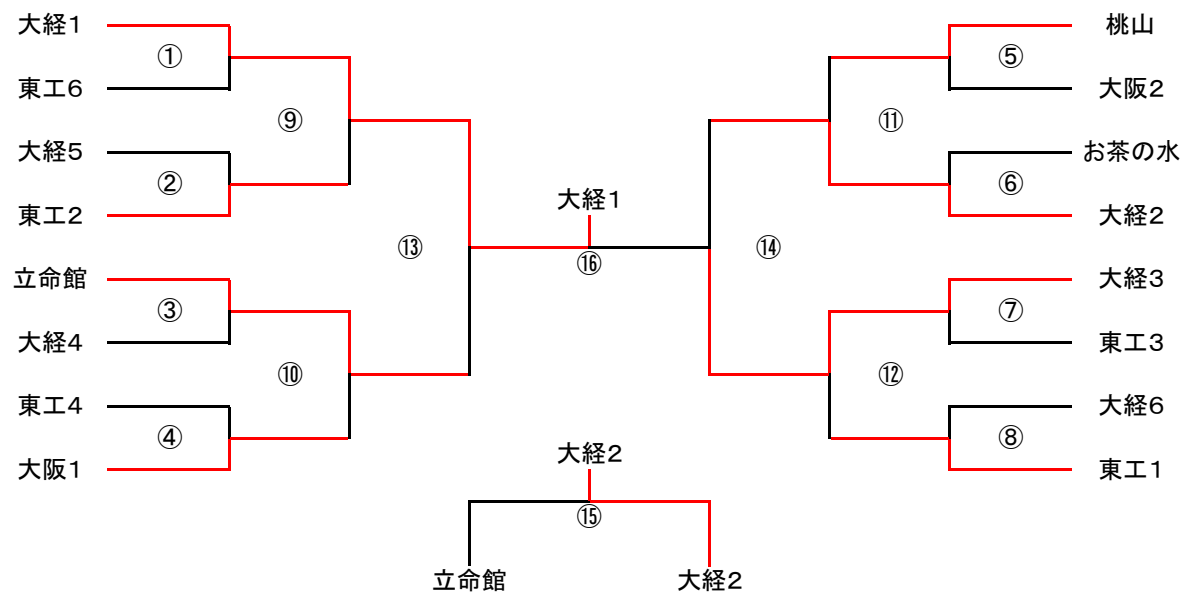 大経1
東工6
大経5
東工2
立命館
大経4
東工4
大阪1
①
②
③
④
⑨
⑩
⑬
大経1
⑯
⑭
⑪
⑫
⑤
⑥
⑦
⑧
桃山
大阪2
お茶の水
大経2
大経3
東工3
大経6
東工1
大経2
⑮
立命館
大経2